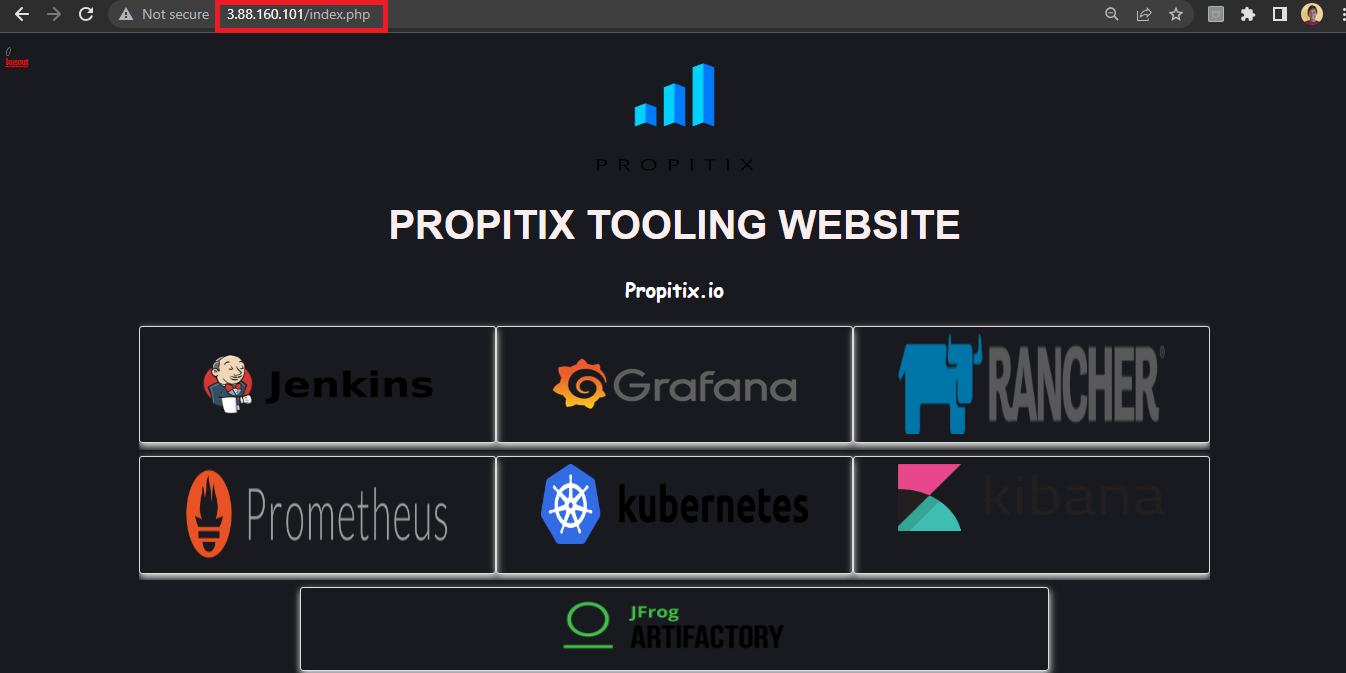 Not secure 3.88.160.101/index.php
()
logout
PROPITIX
PROPITIX TOOLING WEBSITE
Propitix.io
Jenkins Grafana RANCHER®
Prometheus kubernetes kibana
JFrog
ARTIFACTORY